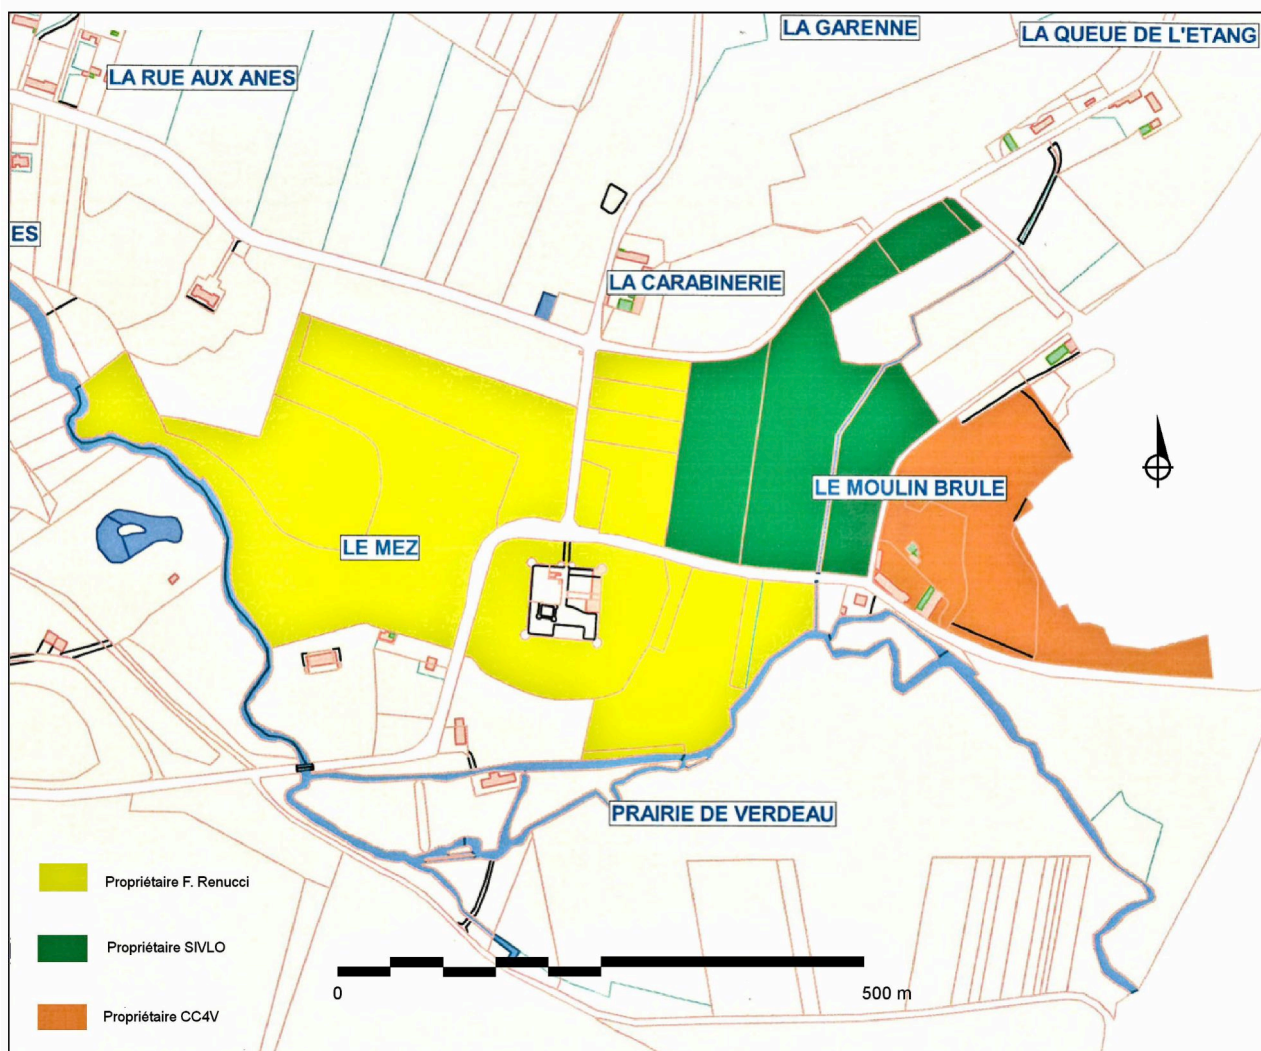 LA GARENNE
LA QUEUE DE L'ETANG
LA RUE AUX ANES
ES
LA CARABINERIE
LE MOULIN BRULE
LE MEZ
PRAIRIE DE VERDEAU
Propriétaire F. Renucci
Propriétaire SIVLO
Propriétaire CC4V
0
500 m